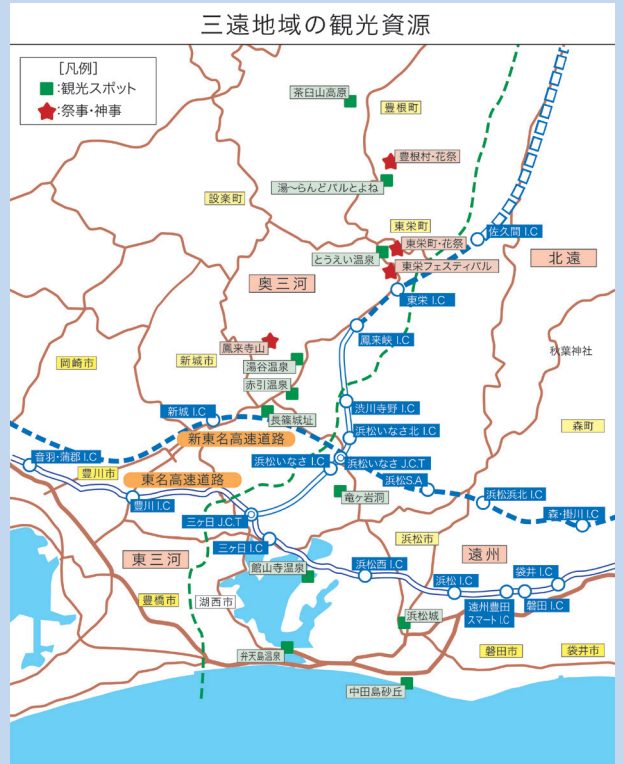 三遠地域の観光資源
[凡例]
:観光スポット
:祭事・神事
茶臼山高原
豊根町
豊根村・花祭
湯〜らんどパルとよね
設楽町
東栄町
東栄町・花祭
佐久間 I.C
とうえい温泉
東栄フェスティバル
北遠
奥三河
東栄 I.C
鳳来峡 I.C
鳳来寺山
秋葉神社
岡崎市
新城市
湯谷温泉
赤引温泉
渋川寺野 I.C
新城 I.C
長篠城址
森町
浜松いなさ北 I.C
新東名高速道路
音羽・蒲郡 I.C
浜松いなさ I.C
浜松いなさ J.C.T
豊川市
東名高速道路
浜松S.A
竜ヶ岩洞
浜松浜北 I.C
豊川 I.C
森・掛川 I.C
三ヶ日 J.C.T
浜松市
三ヶ日 I.C
東三河
遠州
館山寺温泉
浜松西 I.C
袋井 I.C
浜松 I.C
豊橋市
湖西市
遠州豊田
スマート I.C
磐田 I.C
浜松城
弁天島温泉
磐田市
袋井市
中田島砂丘